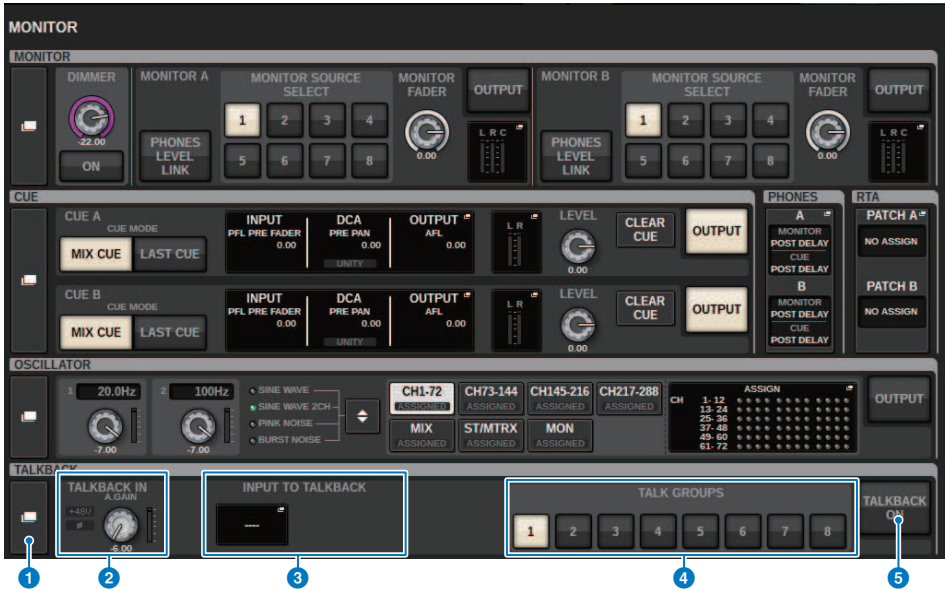 MONITOR
MONITOR
DIMMER
-22.00
ON
MONITOR A
PHONES LEVEL LINK
MONITOR SOURCE SELECT
1 2 3 4
5 6 7 8
MONITOR FADER
0.00
OUTPUT
L R C
MONITOR B
PHONES LEVEL LINK
MONITOR SOURCE SELECT
1 2 3 4
5 6 7 8
MONITOR FADER
0.00
OUTPUT
L R C
CUE
CUE A
CUE MODE
MIX CUE LAST CUE
INPUT DCA OUTPUT
PFL PRE FADER PRE PAN AFL
0.00 0.00 0.00
UNITY
L R
LEVEL
0.00
CLEAR CUE
OUTPUT
CUE B
CUE MODE
MIX CUE LAST CUE
INPUT DCA OUTPUT
PFL PRE FADER PRE PAN AFL
0.00 0.00 0.00
UNITY
L R
LEVEL
0.00
CLEAR CUE
OUTPUT
PHONES
A
MONITOR
POST DELAY
CUE
POST DELAY
B
MONITOR
POST DELAY
CUE
POST DELAY
RTA
PATCH A
NO ASSIGN
PATCH B
NO ASSIGN
OSCILLATOR
1 20.0Hz
-7.00
2 100Hz
-7.00
SINE WAVE
SINE WAVE 2CH
PINK NOISE
BURST NOISE
CH1-72 CH73-144 CH145-216 CH217-288
ASSIGNED ASSIGNED ASSIGNED ASSIGNED
MIX ST/MTRX MON
ASSIGNED ASSIGNED ASSIGNED
ASSIGN
CH 1- 12
13- 24
25- 36
37- 48
49- 60
61- 72
OUTPUT
TALKBACK
TALKBACK IN
A.GAIN
+48V
ø
-6.00
INPUT TO TALKBACK
----
TALK GROUPS
1 2 3 4 5 6 7 8
TALKBACK ON
1 2 3 4 5